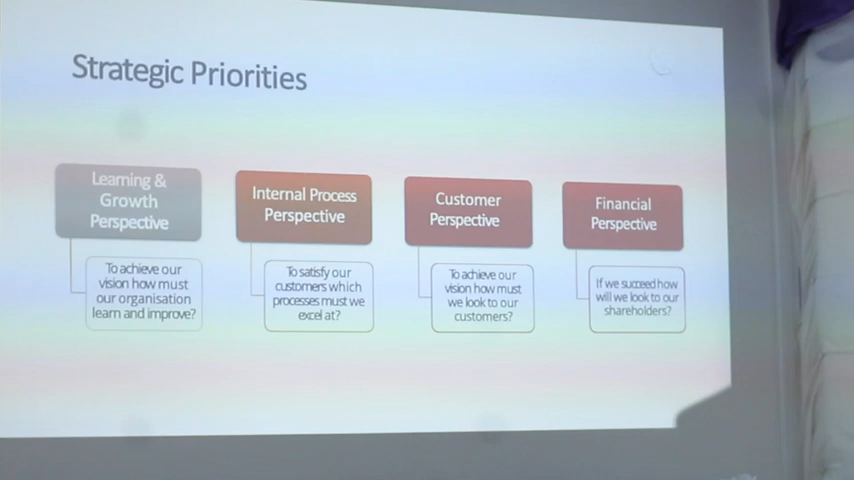 Strategic Priorities
Learning &
Growth
Perspective
To achieve our
vision how must
our organisation
learn and improve?
Internal Process
Perspective
To satisfy our
customers which
processes must we
excel at?
Customer
Perspective
To achieve our
vision how must
we look to our
customers?
Financial
Perspective
If we succeed how
will we look to our
shareholders?